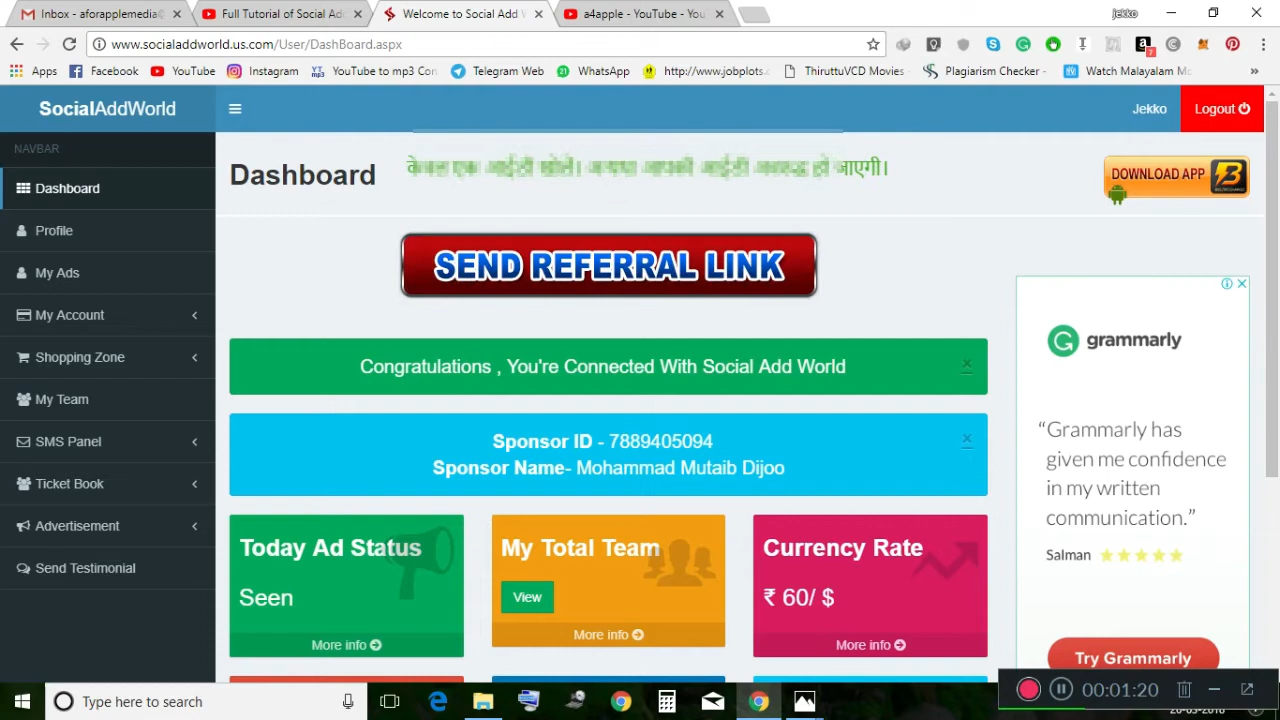 Inbox - aforapplemedia
Full Tutorial of Social Ad
Welcome to Social Add W
a4apple - YouTube - You
jekko
www.socialaddworld.us.com/User/DashBoard.aspx
7
Apps Facebook YouTube Instagram YouTube to mp3 Con Telegram Web 21 WhatsApp http://www.jobplots.c ThiruttuVCD Movies Plagiarism Checker - Watch Malayalam Mo »
SocialAddWorld
Jekko
Logout
NAVBAR
Dashboard
Profile
My Ads
My Account
Shopping Zone
My Team
SMS Panel
Ticket Book
Advertisement
Send Testimonial
Dashboard
जाएगी।
DOWNLOAD APP
SEND REFERRAL LINK
Congratulations , You're Connected With Social Add World
Sponsor ID - 7889405094
Sponsor Name- Mohammad Mutaib Dijoo
Today Ad Status
Seen
More info
My Total Team
View
More info
Currency Rate
₹ 60/ $
More info
grammarly
“Grammarly has
given me confidence
in my written
communication.”
Salman
Try Grammarly
Type here to search
00:01:20